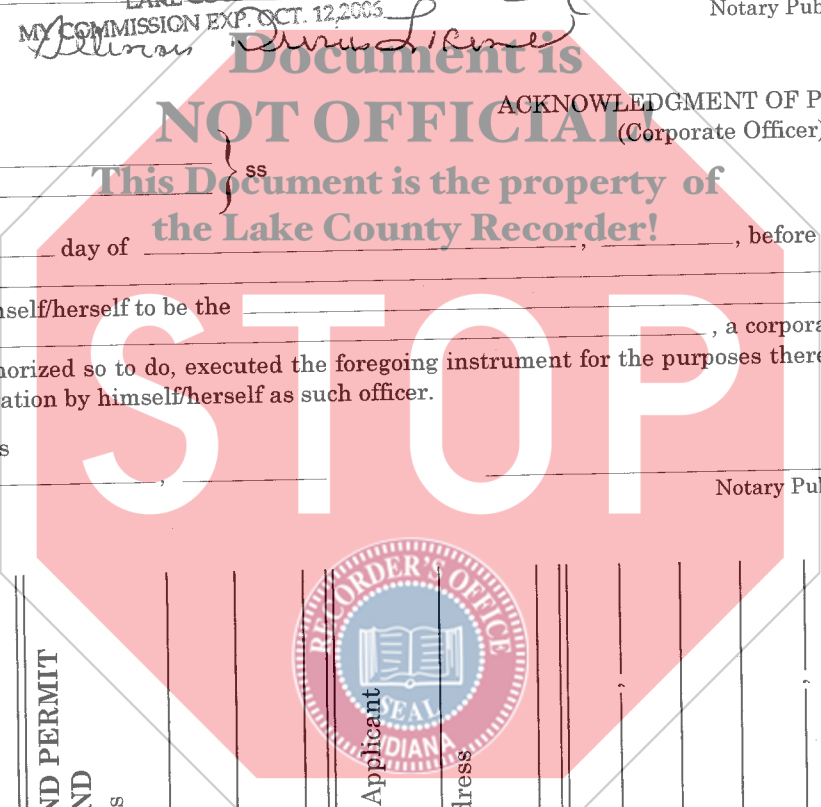 MY COMMISSION EXP. OCT. 12,2005
Notary Pub
Document is
NOT OFFICIAL!
This Document is the property of
the Lake County Recorder!
ACKNOWLEDGMENT OF P
(Corporate Officer)
} ss
day of , , before
nself/herself to be the
, a corpora
horized so to do, executed the foregoing instrument for the purposes there
ation by himself/herself as such officer.
s
,
Notary Pub
STOP
RECORDER'S OFFICE
SEAL
INDIANA
ND PERMIT
ND
s
Applicant
dress
,
,